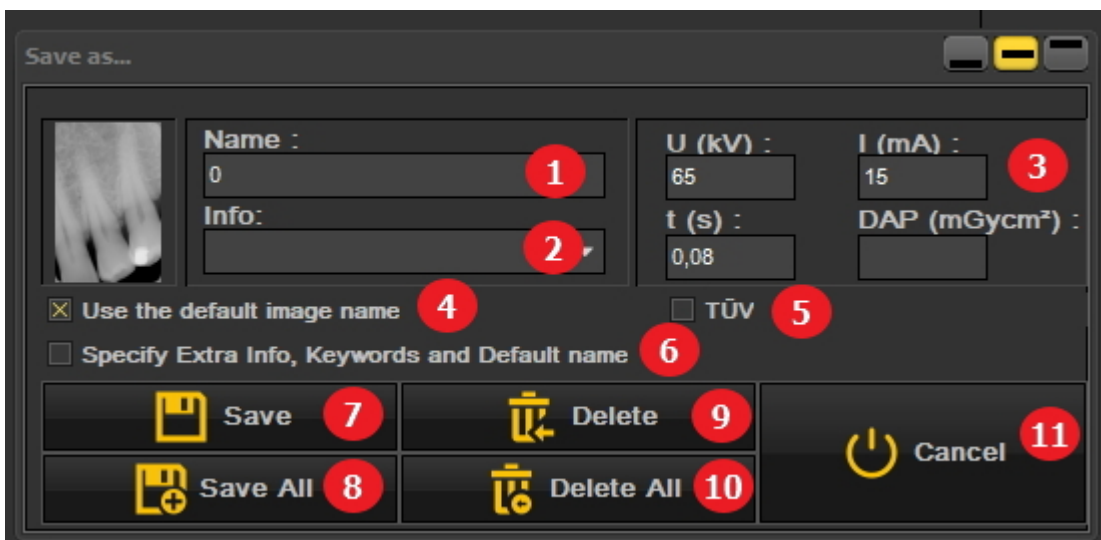 Save as...
Name :
0
1
Info:
2
U (kV) :
65
I (mA) :
15
3
t (s) :
0,08
DAP (mGycm²) :
Use the default image name
4
TŪV
5
Specify Extra Info, Keywords and Default name
6
Save
7
Delete
9
Cancel
11
Save All
8
Delete All
10